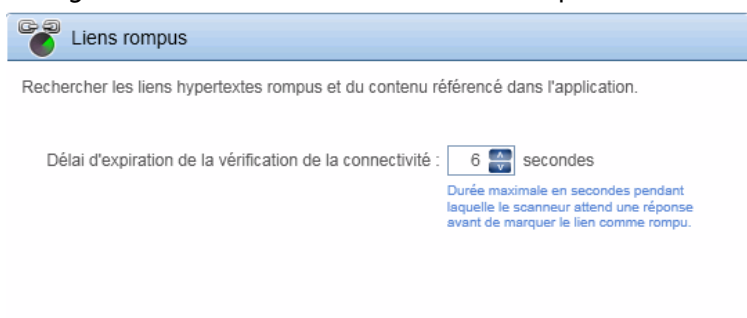 Liens rompus
Rechercher les liens hypertextes rompus et du contenu référencé dans l'application.
Délai d'expiration de la vérification de la connectivité : 6 secondes
Durée maximale en secondes pendant
laquelle le scanneur attend une réponse
avant de marquer le lien comme rompu.